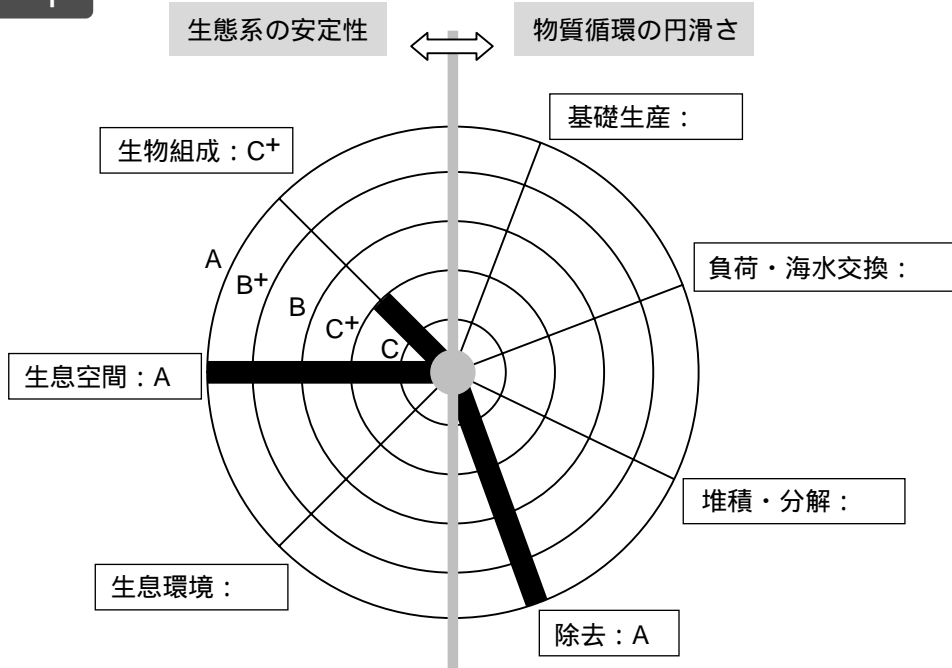 生態系の安定性
物質循環の円滑さ
基礎生産：
生物組成：C+
負荷・海水交換：
A
B+
B
C+
C
生息空間：A
堆積・分解：
生息環境：
除去：A